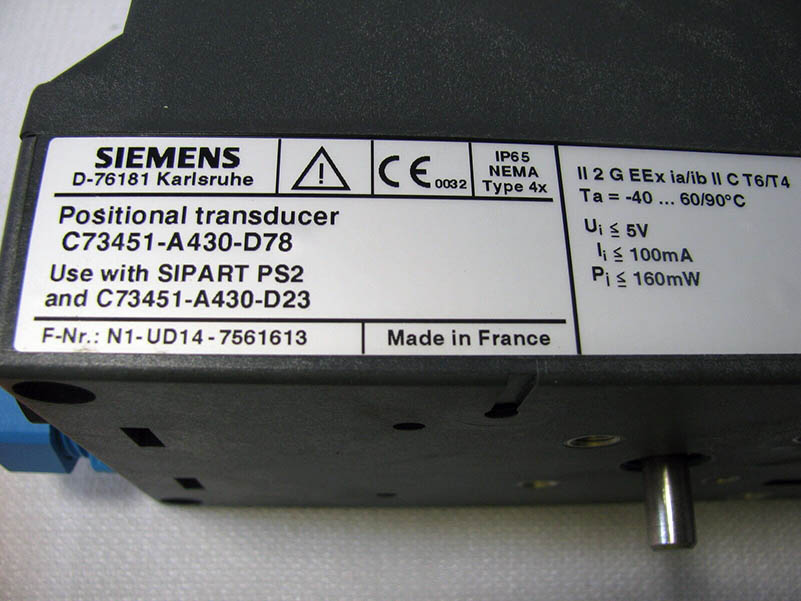 SIEMENS
D-76181 Karlsruhe
CE 0032
IP65
NEMA
Type 4x
Positional transducer
C73451-A430-D78
Use with SIPART PS2
and C73451-A430-D23
F-Nr.: N1-UD14-7561613
Made in France
II 2 G EEx ia/ib II C T6/T4
Ta = -40 ... 60/90°C
Ui ≤ 5V
Ii ≤ 100mA
Pi ≤ 160mW